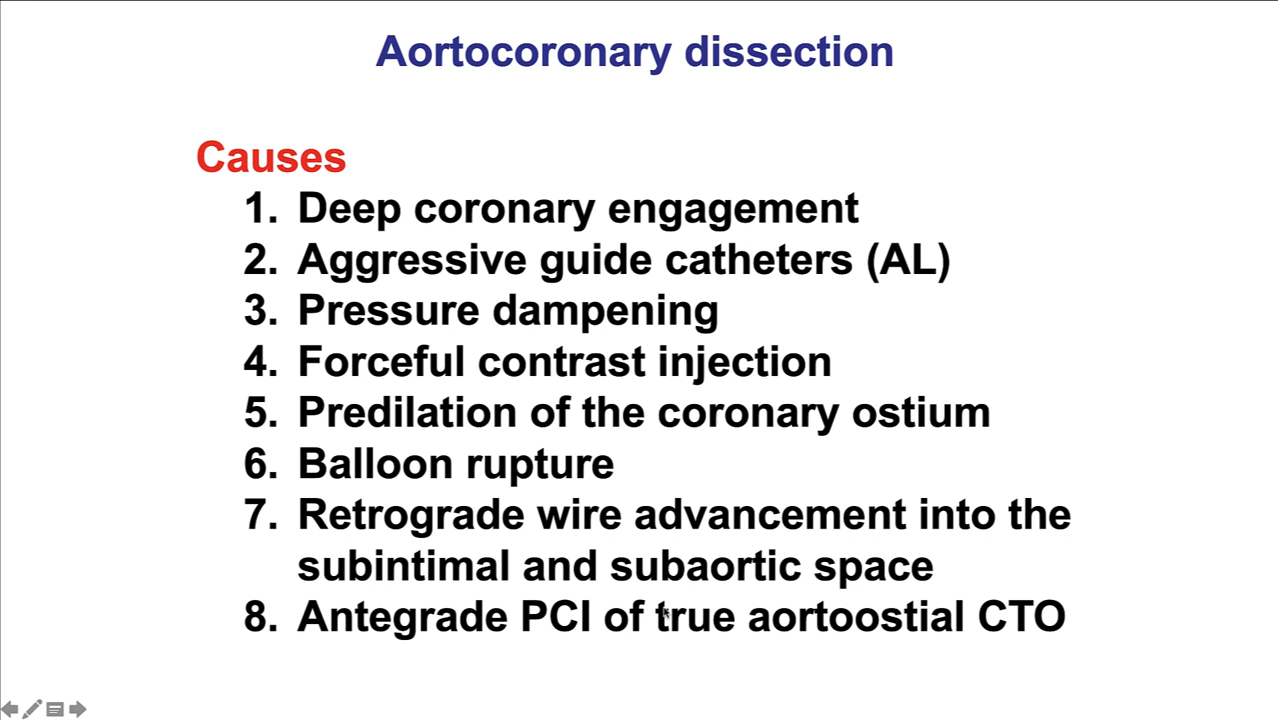 Aortocoronary dissection
Causes
1. Deep coronary engagement
2. Aggressive guide catheters (AL)
3. Pressure dampening
4. Forceful contrast injection
5. Predilation of the coronary ostium
6. Balloon rupture
7. Retrograde wire advancement into the
subintimal and subaortic space
8. Antegrade PCI of true aortoostial CTO